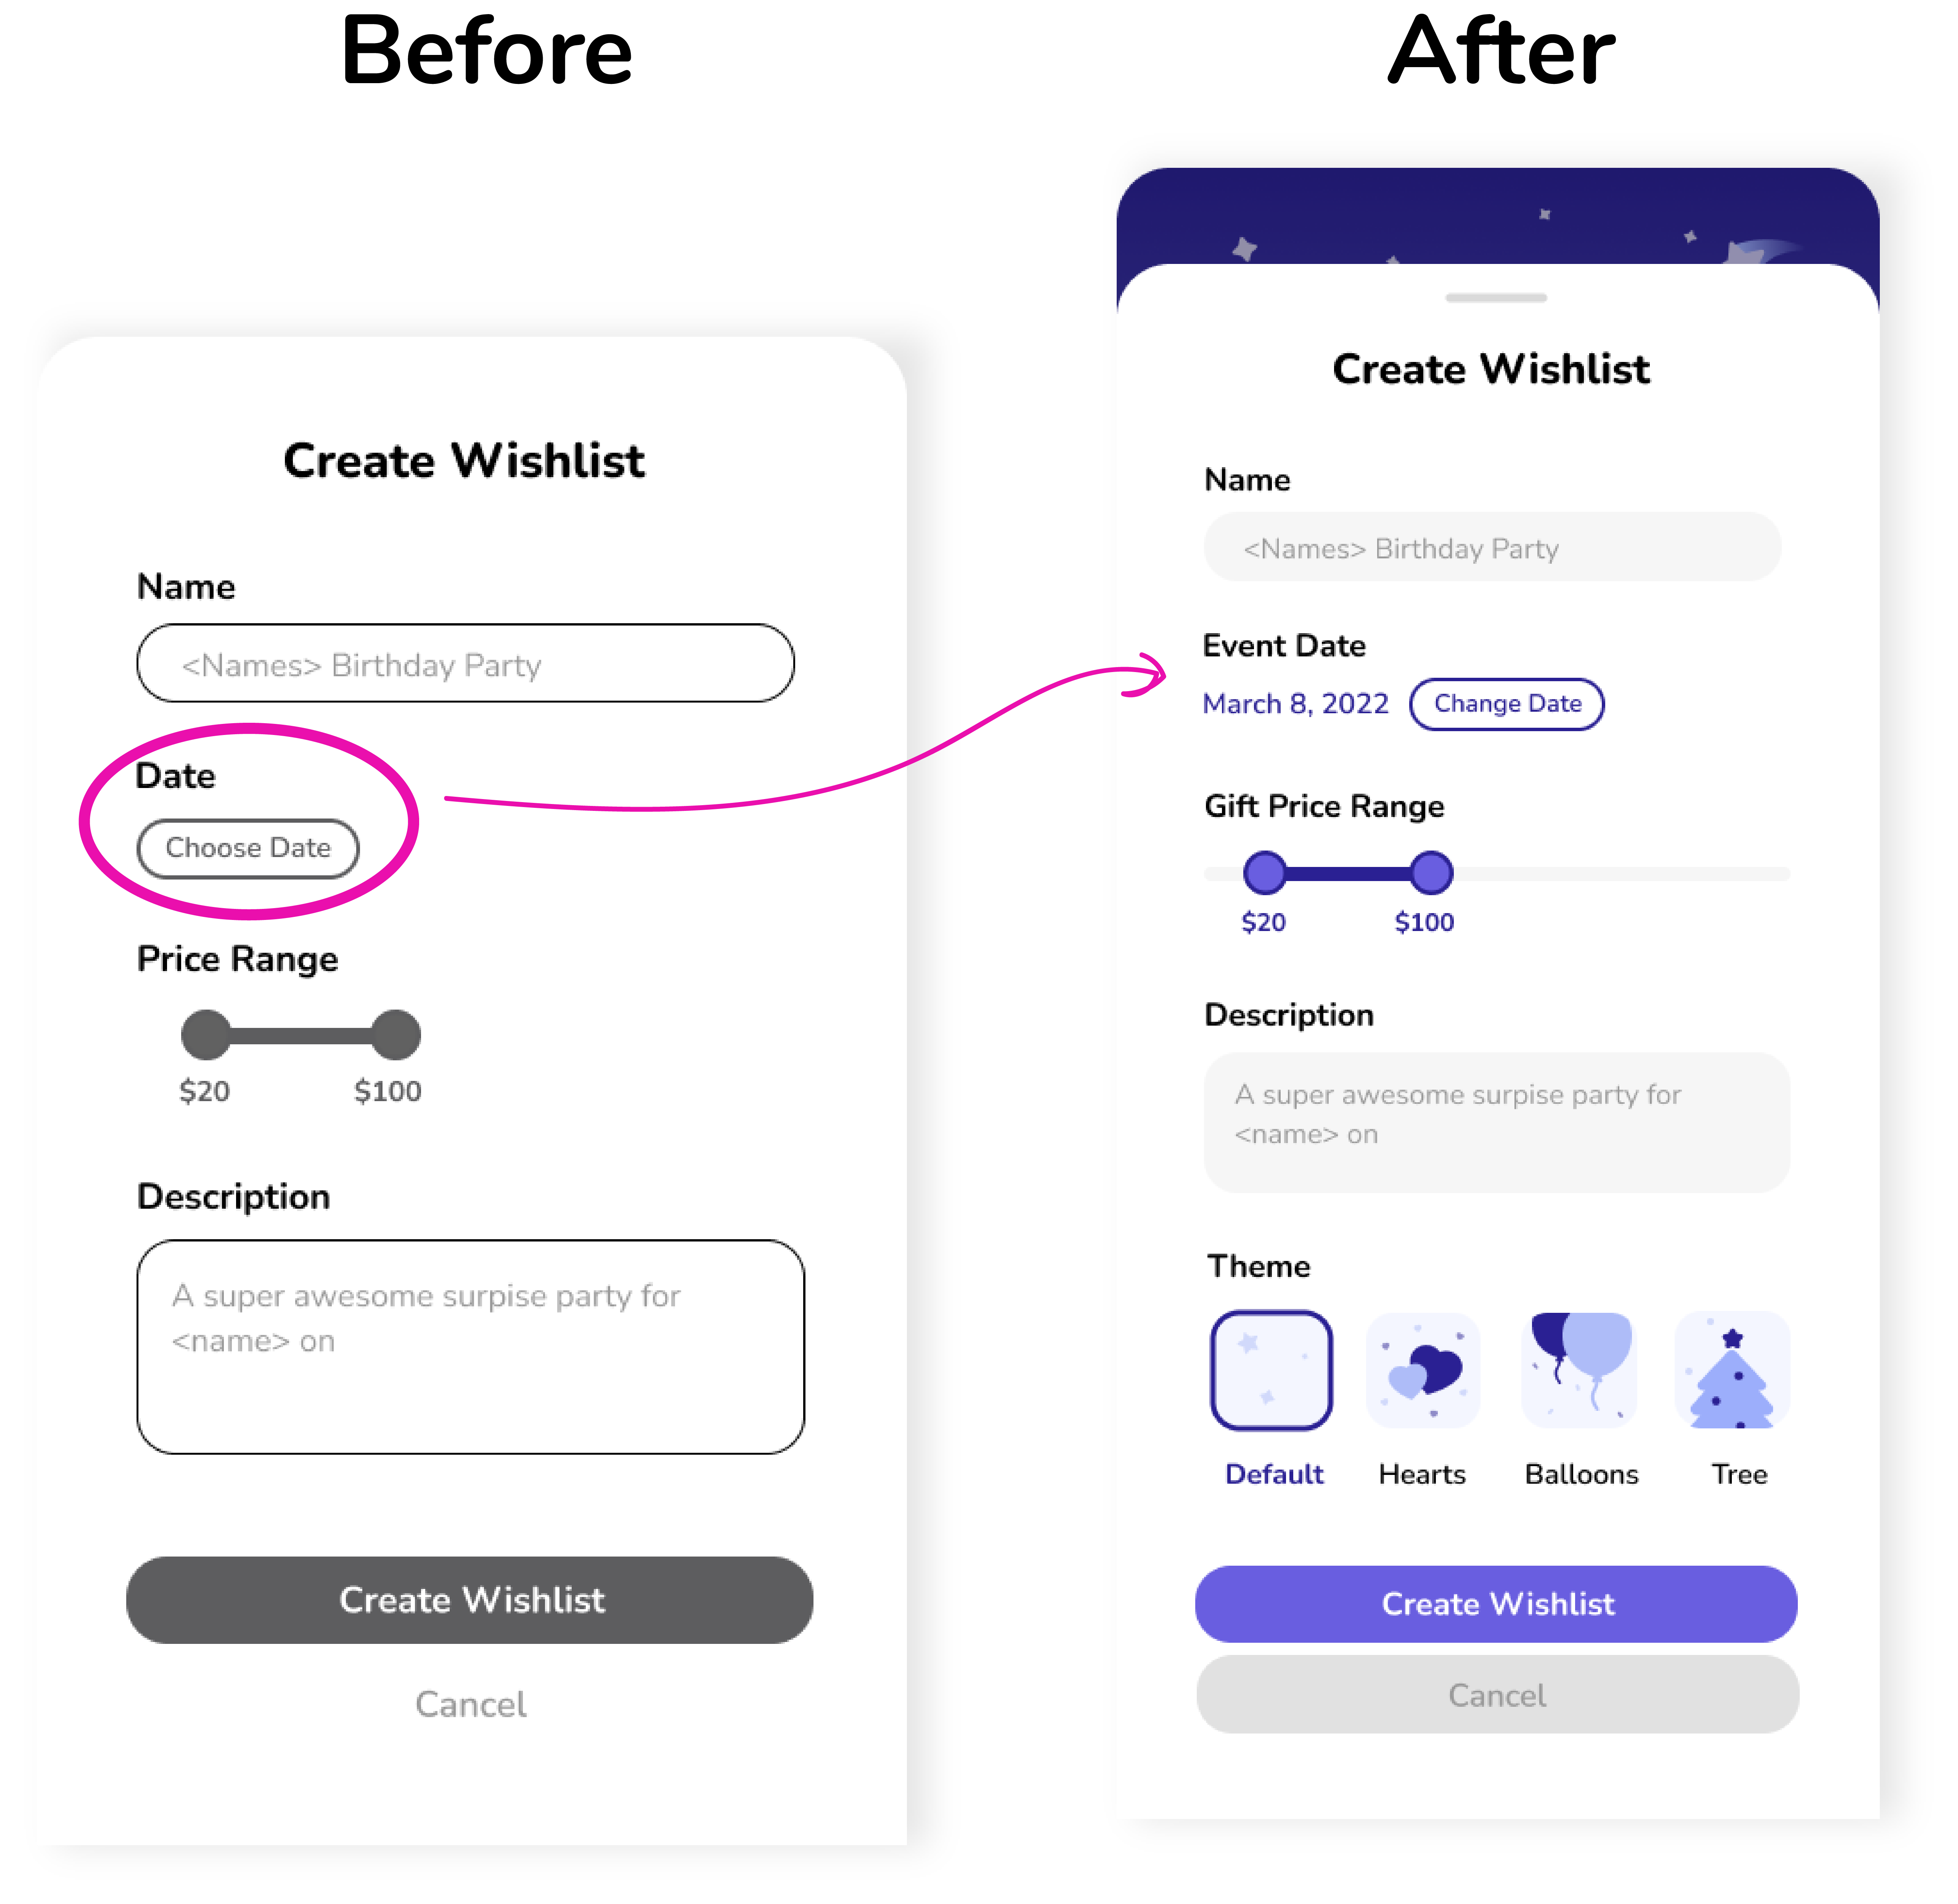 Before
Create Wishlist
Name
<Names> Birthday Party
Date
Choose Date
Price Range
$20 $100
Description
A super awesome surpise party for
<name> on
Create Wishlist
Cancel
After
Create Wishlist
Name
<Names> Birthday Party
Event Date
March 8, 2022 Change Date
Gift Price Range
$20 $100
Description
A super awesome surpise party for
<name> on
Theme
Default Hearts Balloons Tree
Create Wishlist
Cancel